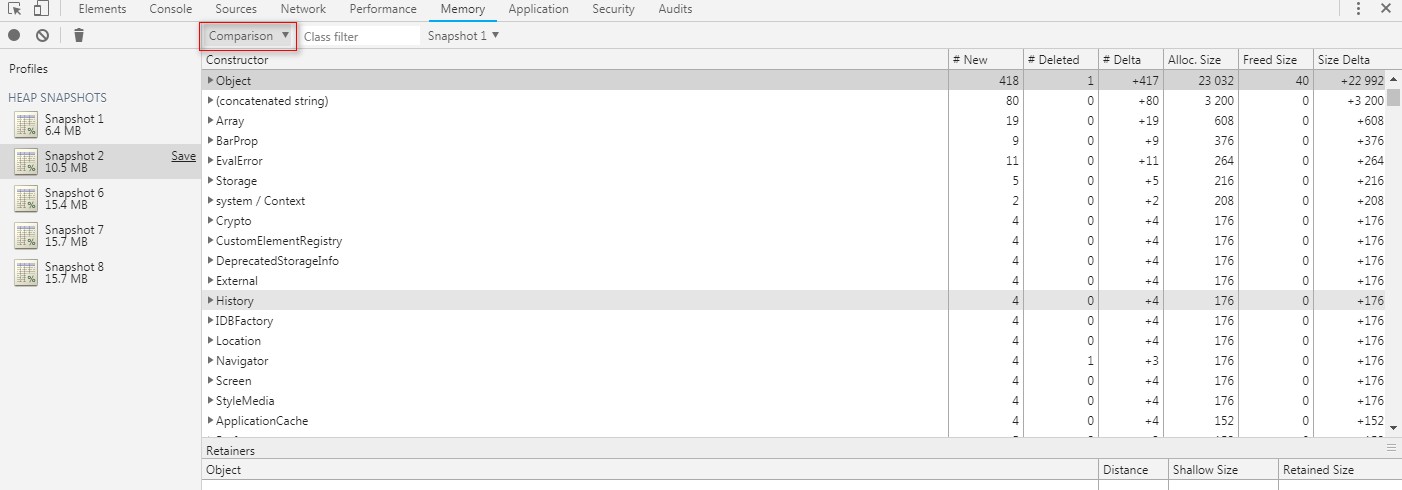 Elements Console Sources Network Performance Memory Application Security Audits
Comparison ▼ Class filter Snapshot 1 ▼
Profiles
HEAP SNAPSHOTS
Snapshot 1
6.4 MB
Snapshot 2 Save
10.5 MB
Snapshot 6
15.4 MB
Snapshot 7
15.7 MB
Snapshot 8
15.7 MB
Constructor # New # Deleted # Delta Alloc. Size Freed Size Size Delta
Object 418 1 +417 23 032 40 +22 992
(concatenated string) 80 0 +80 3 200 0 +3 200
Array 19 0 +19 608 0 +608
BarProp 9 0 +9 376 0 +376
EvalError 11 0 +11 264 0 +264
Storage 5 0 +5 216 0 +216
system / Context 2 0 +2 208 0 +208
Crypto 4 0 +4 176 0 +176
CustomElementRegistry 4 0 +4 176 0 +176
DeprecatedStorageInfo 4 0 +4 176 0 +176
External 4 0 +4 176 0 +176
History 4 0 +4 176 0 +176
IDBFactory 4 0 +4 176 0 +176
Location 4 0 +4 176 0 +176
Navigator 4 1 +3 176 0 +176
Screen 4 0 +4 176 0 +176
StyleMedia 4 0 +4 176 0 +176
ApplicationCache 4 0 +4 152 0 +152
Retainers
Object Distance Shallow Size Retained Size